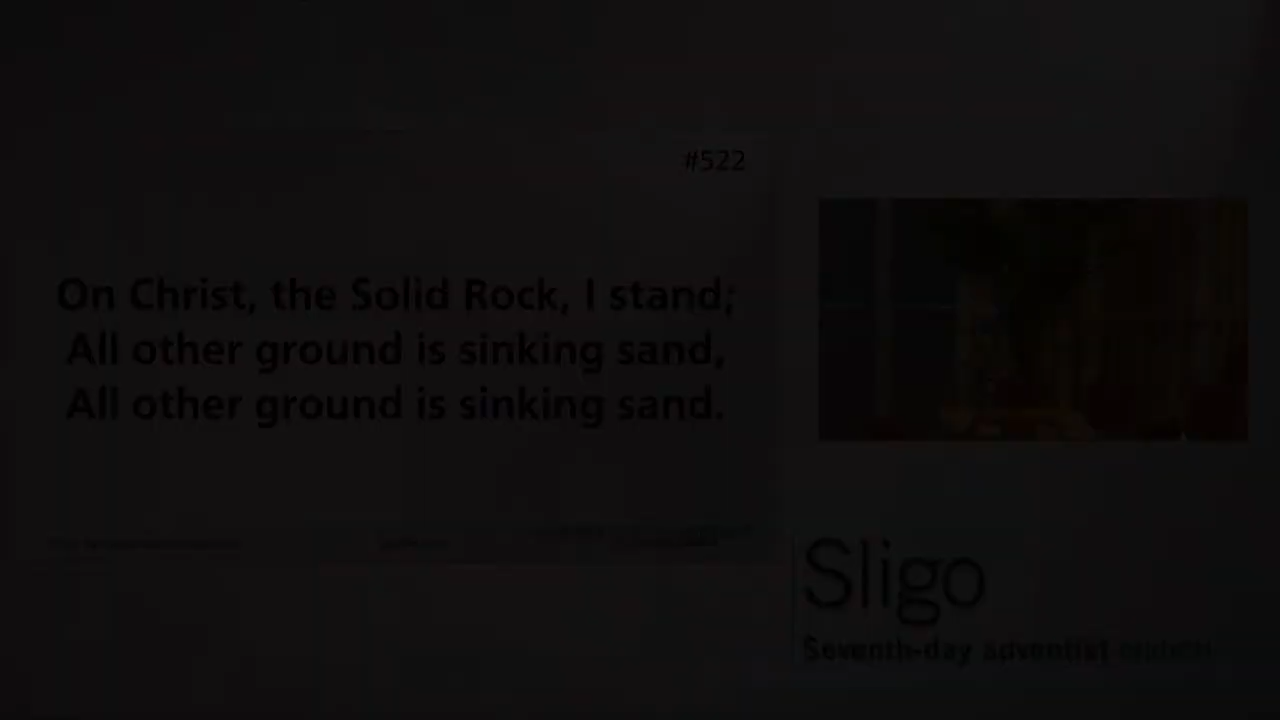 #522
On Christ, the Solid Rock, I stand;
All other ground is sinking sand,
All other ground is sinking sand.
Sligo
Seventh-day adventist church